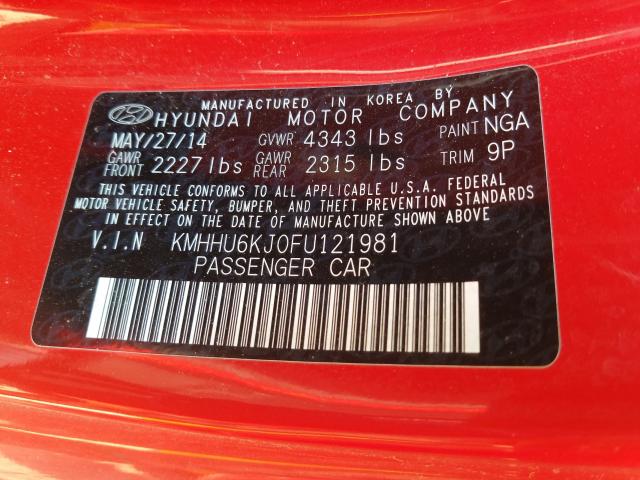 MANUFACTURED IN KOREA BY
HYUNDAI MOTOR COMPANY
MAY/27/14 GVWR 4343 lbs PAINT NGA
GAWR FRONT 2227 lbs GAWR REAR 2315 lbs TRIM 9P
THIS VEHICLE CONFORMS TO ALL APPLICABLE U.S.A. FEDERAL
MOTOR VEHICLE SAFETY, BUMPER, AND THEFT PREVENTION STANDARDS
IN EFFECT ON THE DATE OF MANUFACTURE SHOWN ABOVE
V.I.N KMHHU6KJ0FU121981
PASSENGER CAR